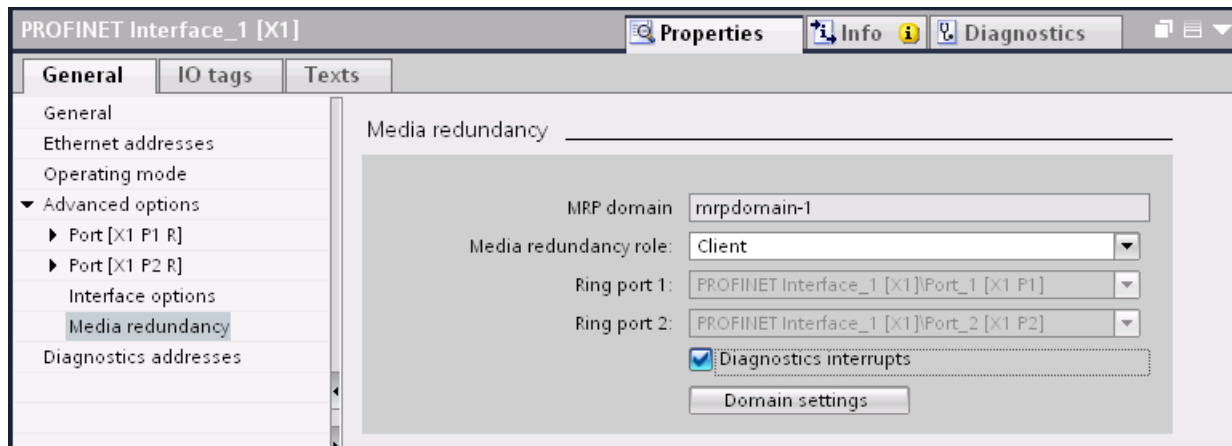 PROFINET Interface_1 [X1]
Properties
Info
Diagnostics
General
IO tags
Texts
General
Ethernet addresses
Operating mode
Advanced options
Port [X1 P1 R]
Port [X1 P2 R]
Interface options
Media redundancy
Diagnostics addresses
Media redundancy
MRP domain mrpdomain-1
Media redundancy role: Client
Ring port 1: PROFINET Interface_1 [X1]\Port_1 [X1 P1]
Ring port 2: PROFINET Interface_1 [X1]\Port_2 [X1 P2]
Diagnostics interrupts
Domain settings